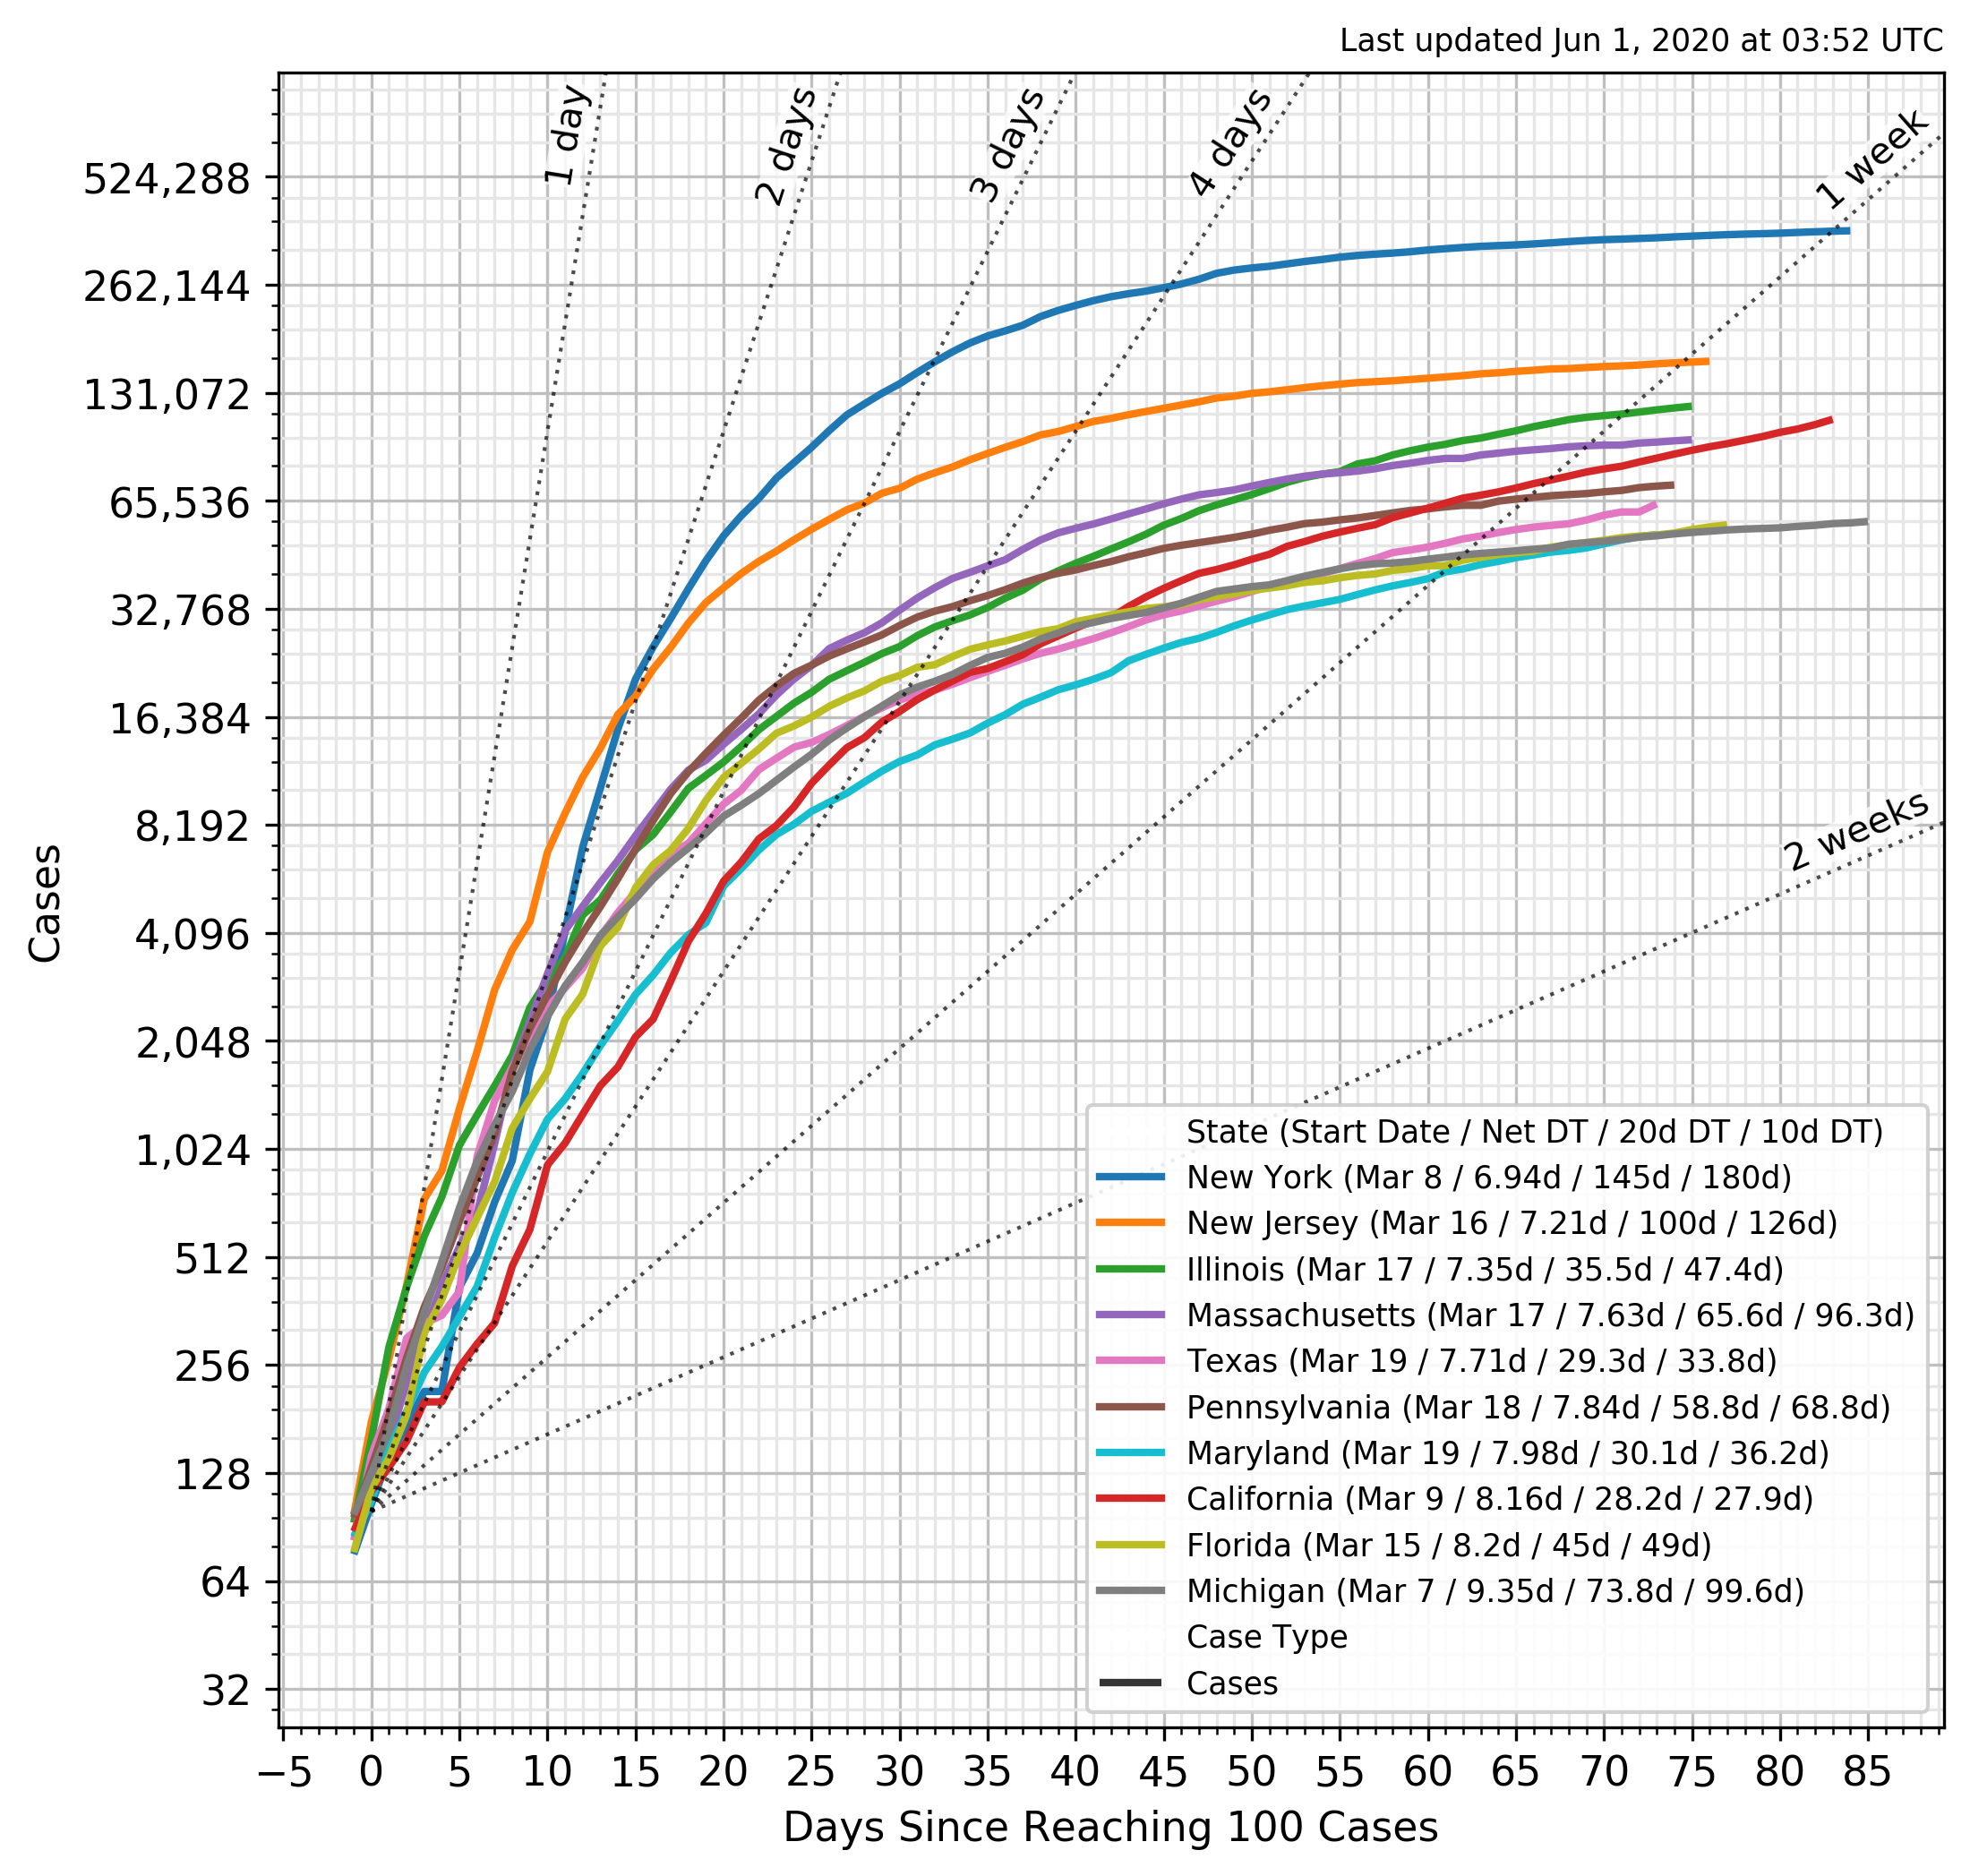 Last updated Jun 1, 2020 at 03:52 UTC
1 day
2 days
3 days
4 days
1 week
2 weeks
524,288
262,144
131,072
65,536
32,768
16,384
8,192
4,096
2,048
1,024
512
256
128
64
32
Cases
State (Start Date / Net DT / 20d DT / 10d DT)
New York (Mar 8 / 6.94d / 145d / 180d)
New Jersey (Mar 16 / 7.21d / 100d / 126d)
Illinois (Mar 17 / 7.35d / 35.5d / 47.4d)
Massachusetts (Mar 17 / 7.63d / 65.6d / 96.3d)
Texas (Mar 19 / 7.71d / 29.3d / 33.8d)
Pennsylvania (Mar 18 / 7.84d / 58.8d / 68.8d)
Maryland (Mar 19 / 7.98d / 30.1d / 36.2d)
California (Mar 9 / 8.16d / 28.2d / 27.9d)
Florida (Mar 15 / 8.2d / 45d / 49d)
Michigan (Mar 7 / 9.35d / 73.8d / 99.6d)
Case Type
Cases
−5 0 5 10 15 20 25 30 35 40 45 50 55 60 65 70 75 80 85
Days Since Reaching 100 Cases